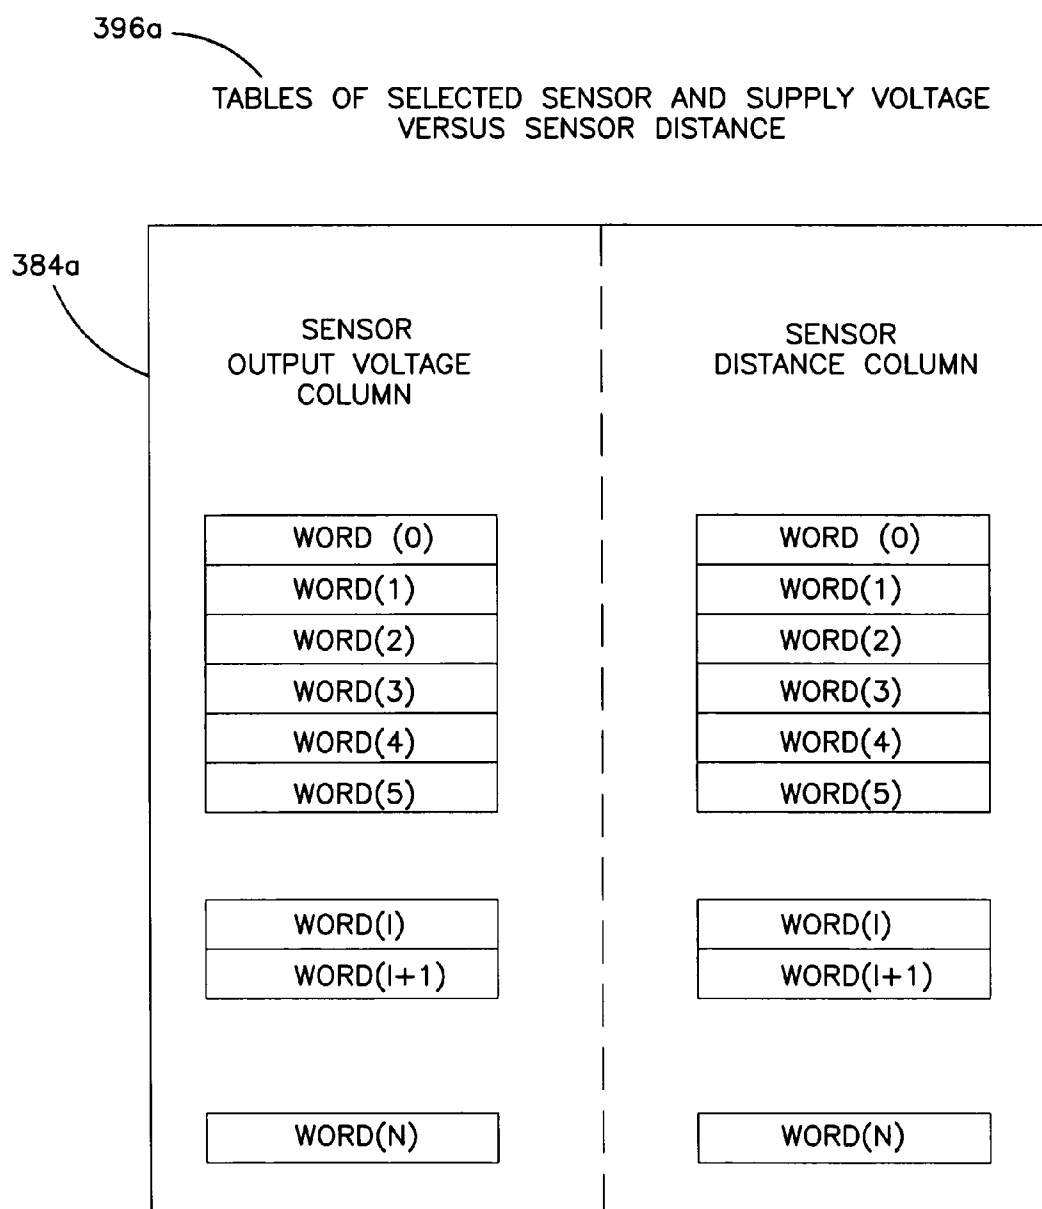 396a
TABLES OF SELECTED SENSOR AND SUPPLY VOLTAGE
VERSUS SENSOR DISTANCE
384a
SENSOR
OUTPUT VOLTAGE
COLUMN
WORD (0)
WORD(1)
WORD(2)
WORD(3)
WORD(4)
WORD(5)
WORD(I)
WORD(I+1)
WORD(N)
SENSOR
DISTANCE COLUMN
WORD (0)
WORD(1)
WORD(2)
WORD(3)
WORD(4)
WORD(5)
WORD(I)
WORD(I+1)
WORD(N)